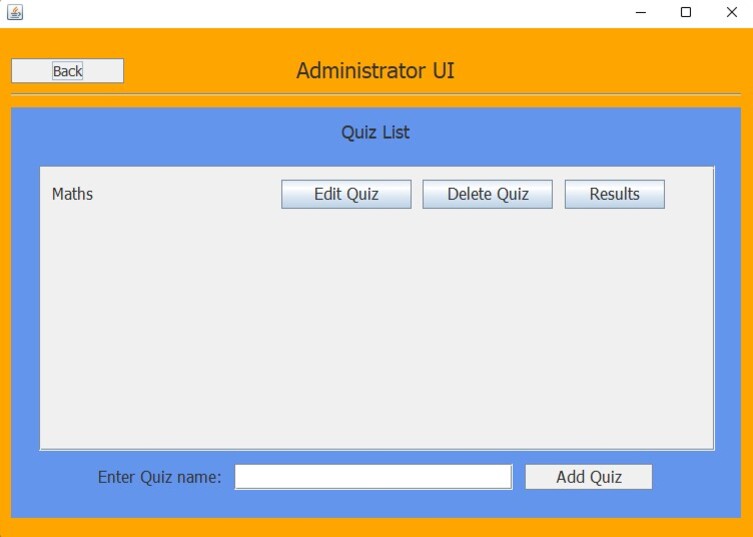 Back
Administrator UI
Quiz List
Maths Edit Quiz Delete Quiz Results
Enter Quiz name: Add Quiz